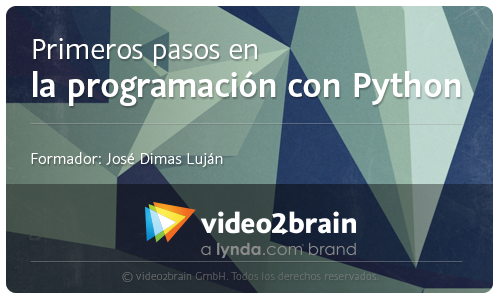 Primeros pasos en
la programación con Python
Formador: José Dimas Luján
video2brain
a lynda.com brand
© video2brain GmbH. Todos los derechos reservados.